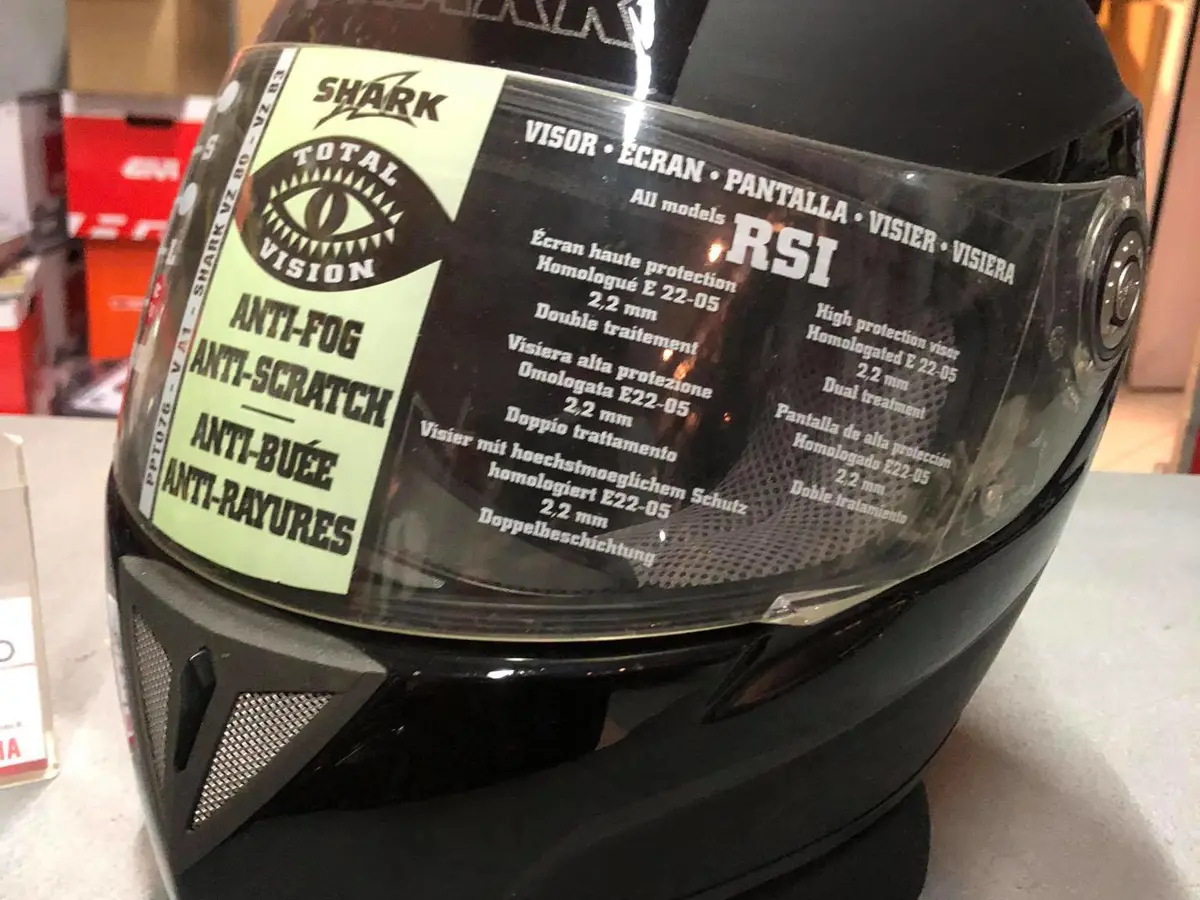 SHARK
SHARK
TOTAL
VISION
ANTI-FOG
ANTI-SCRATCH
ANTI-BUÉE
ANTI-RAYURES
VISOR • ECRAN • PANTALLA • VISIER • VISIERA
All models RSI
Écran haute protection
Homologué E 22-05
2,2 mm
Double traitement
Visiera alta protezione
Omologata E22-05
2,2 mm
Doppio trattamento
Visier mit hoechstmoeglichem Schutz
homologiert E22-05
2,2 mm
Doppelbeschichtung
High protection visor
Homologated E 22-05
2,2 mm
Dual treatment
Pantalla de alta protección
Homologado E22-05
2,2 mm
Doble tratamiento